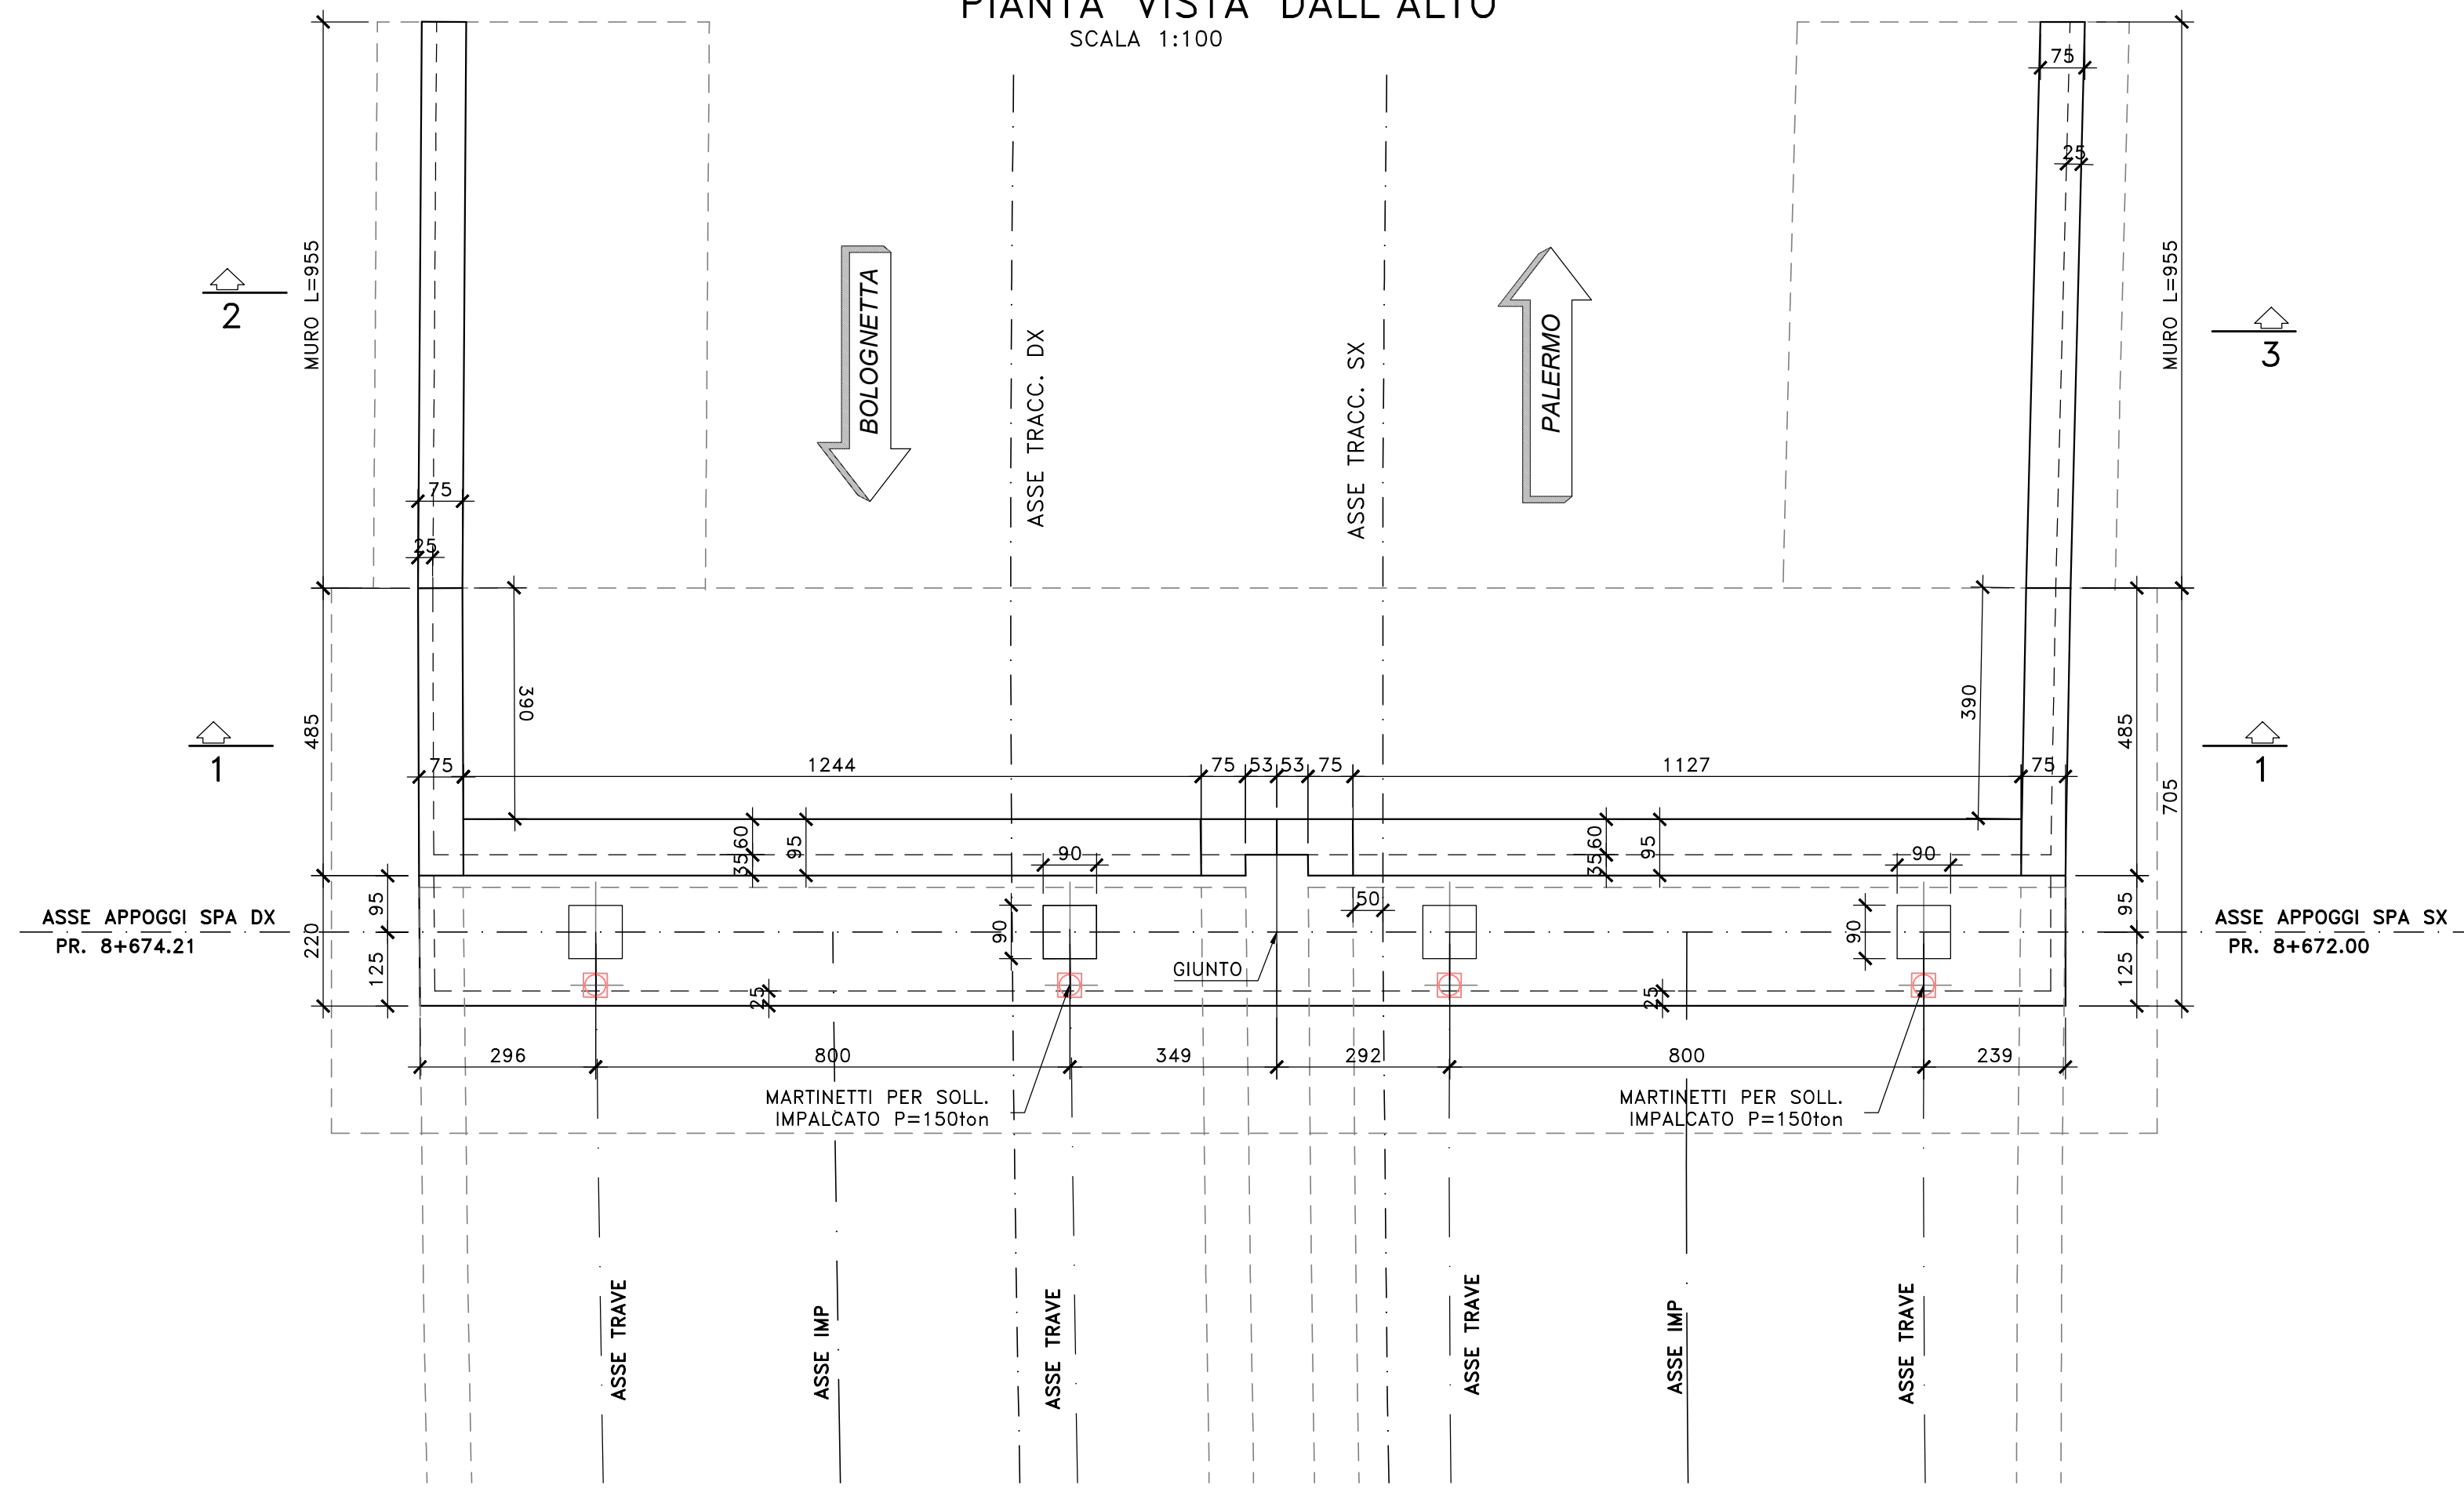 PIANTA VISTA DALL'ALTO
SCALA 1:100
75
25
MURO L=955
MURO L=955
2
3
BOLOGNETTA
PALERMO
ASSE TRACC. DX
ASSE TRACC. SX
75
25
390
390
485
485
1
1
75
1244
75
53
53
75
1127
75
705
60
35
95
60
35
95
90
90
50
90
90
95
220
125
95
125
ASSE APPOGGI SPA DX
PR. 8+674.21
ASSE APPOGGI SPA SX
PR. 8+672.00
GIUNTO
25
25
296
800
349
292
800
239
MARTINETTI PER SOLL.
IMPALCATO P=150ton
MARTINETTI PER SOLL.
IMPALCATO P=150ton
ASSE TRAVE
ASSE IMP
ASSE TRAVE
ASSE TRAVE
ASSE IMP
ASSE TRAVE